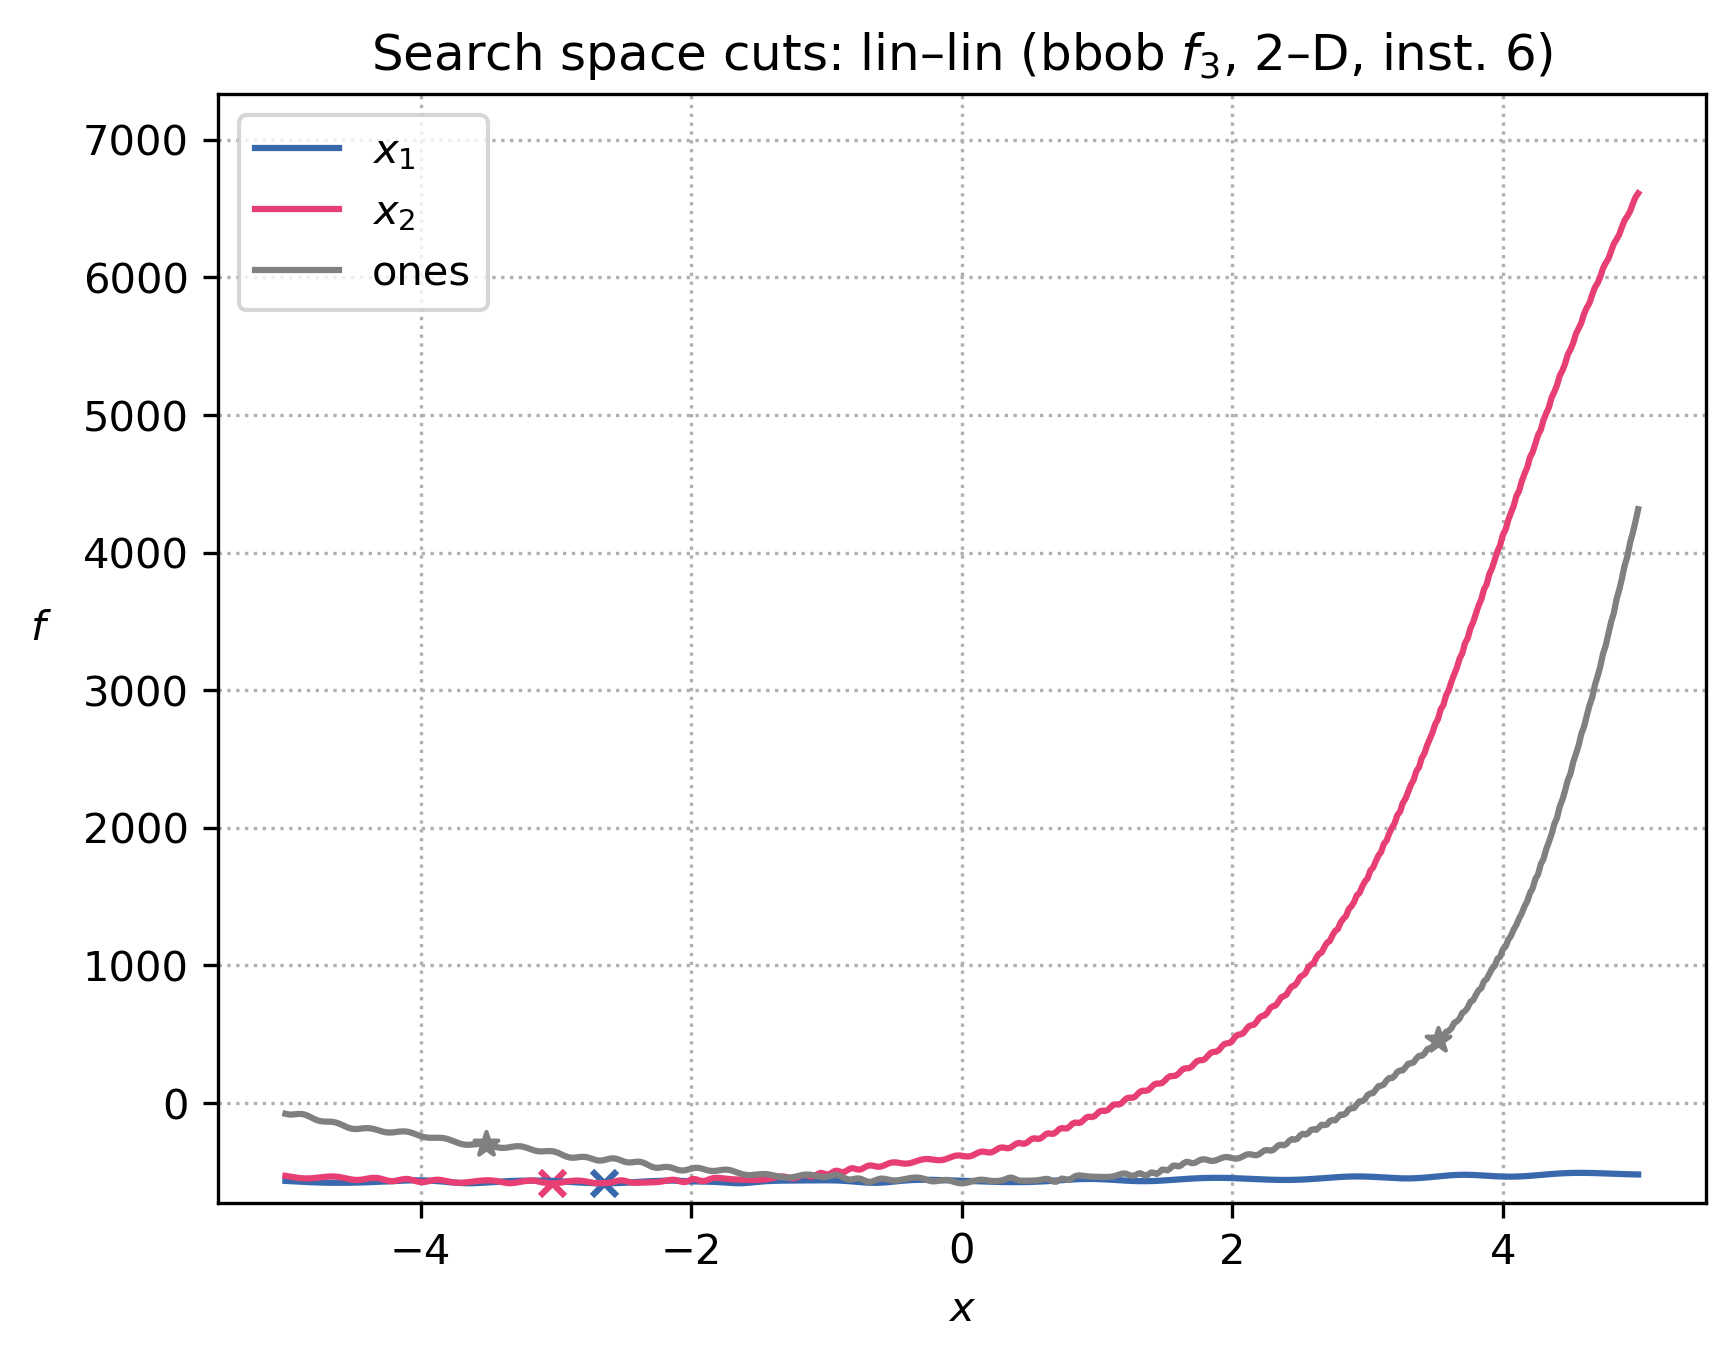 Search space cuts: lin–lin (bbob f₃, 2–D, inst. 6)
x₁
x₂
ones
7000
6000
5000
4000
3000
2000
1000
0
f
−4 −2 0 2 4
x